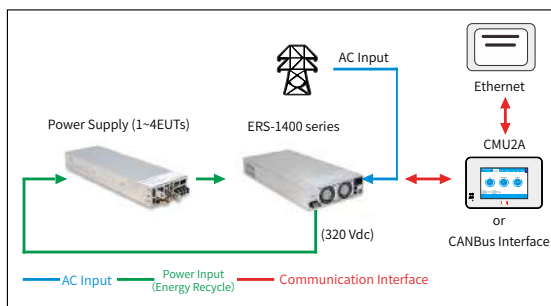 AC Input
Ethernet
Power Supply (1~4EUTs)
ERS-1400 series
CMU2A
(320 Vdc)
or
CANBus Interface
AC Input
Power Input
(Energy Recycle)
Communication Interface